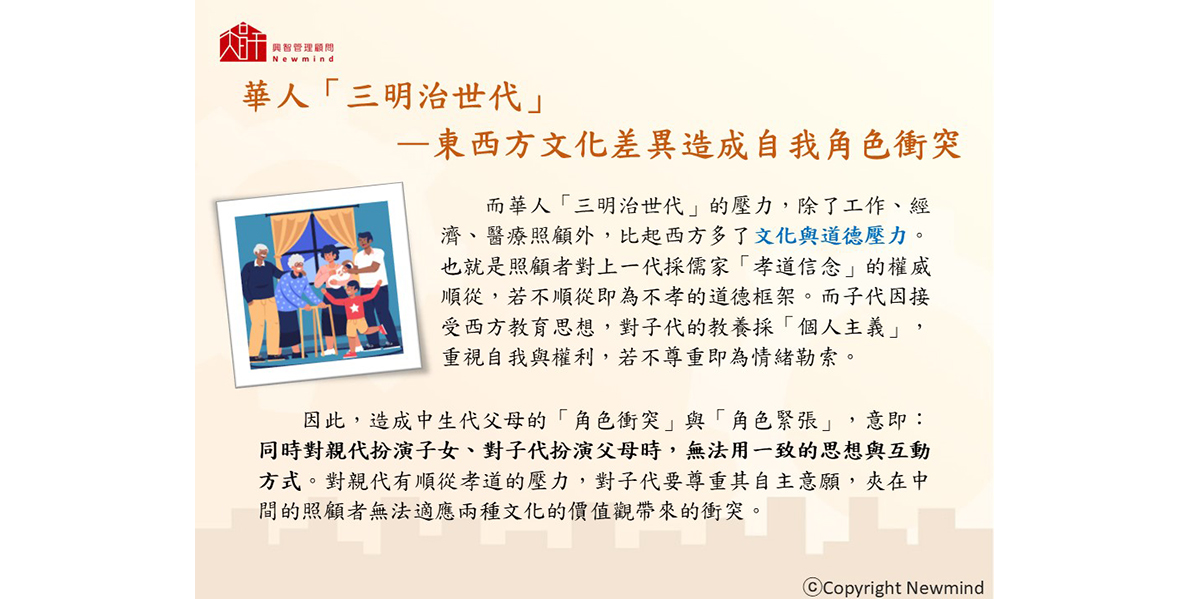 興智管理顧問
Newmind
華人「三明治世代」
—東西方文化差異造成自我角色衝突
而華人「三明治世代」的壓力，除了工作、經
濟、醫療照顧外，比起西方多了文化與道德壓力。
也就是照顧者對上一代採儒家「孝道信念」的權威
順從，若不順從即為不孝的道德框架。而子代因接
受西方教育思想，對子代的教養採「個人主義」，
重視自我與權利，若不尊重即為情緒勒索。
因此，造成中生代父母的「角色衝突」與「角色緊張」，意即：
同時對親代扮演子女、對子代扮演父母時，無法用一致的思想與互動
方式。對親代有順從孝道的壓力，對子代要尊重其自主意願，夾在中
間的照顧者無法適應兩種文化的價值觀帶來的衝突。
ⓒCopyright Newmind